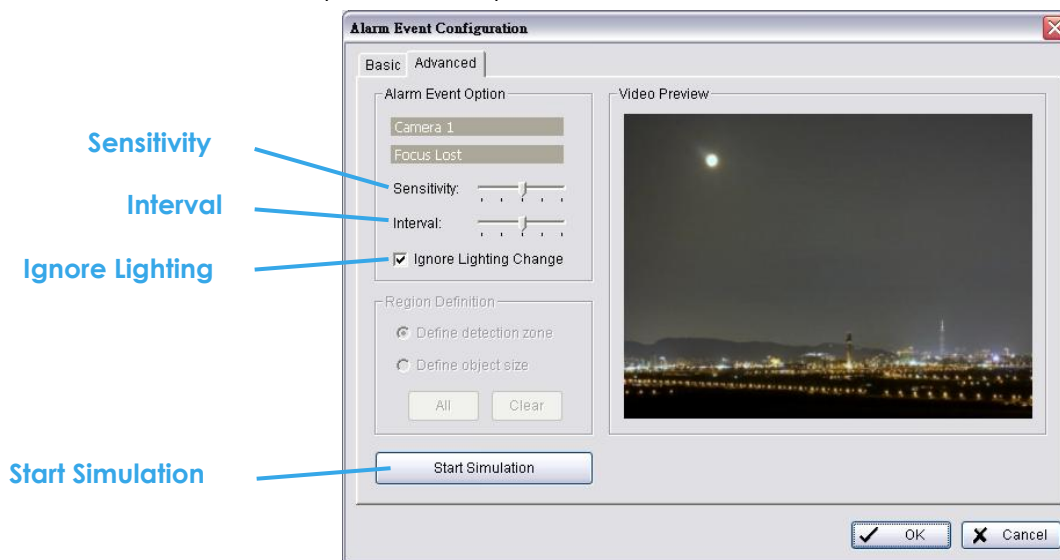 Alarm Event Configuration
Basic
Advanced
Alarm Event Option
Camera 1
Focus Lost
Sensitivity:
Interval:
Ignore Lighting Change
Region Definition
Define detection zone
Define object size
All
Clear
Start Simulation
Video Preview
OK
Cancel
Sensitivity
Interval
Ignore Lighting
Start Simulation